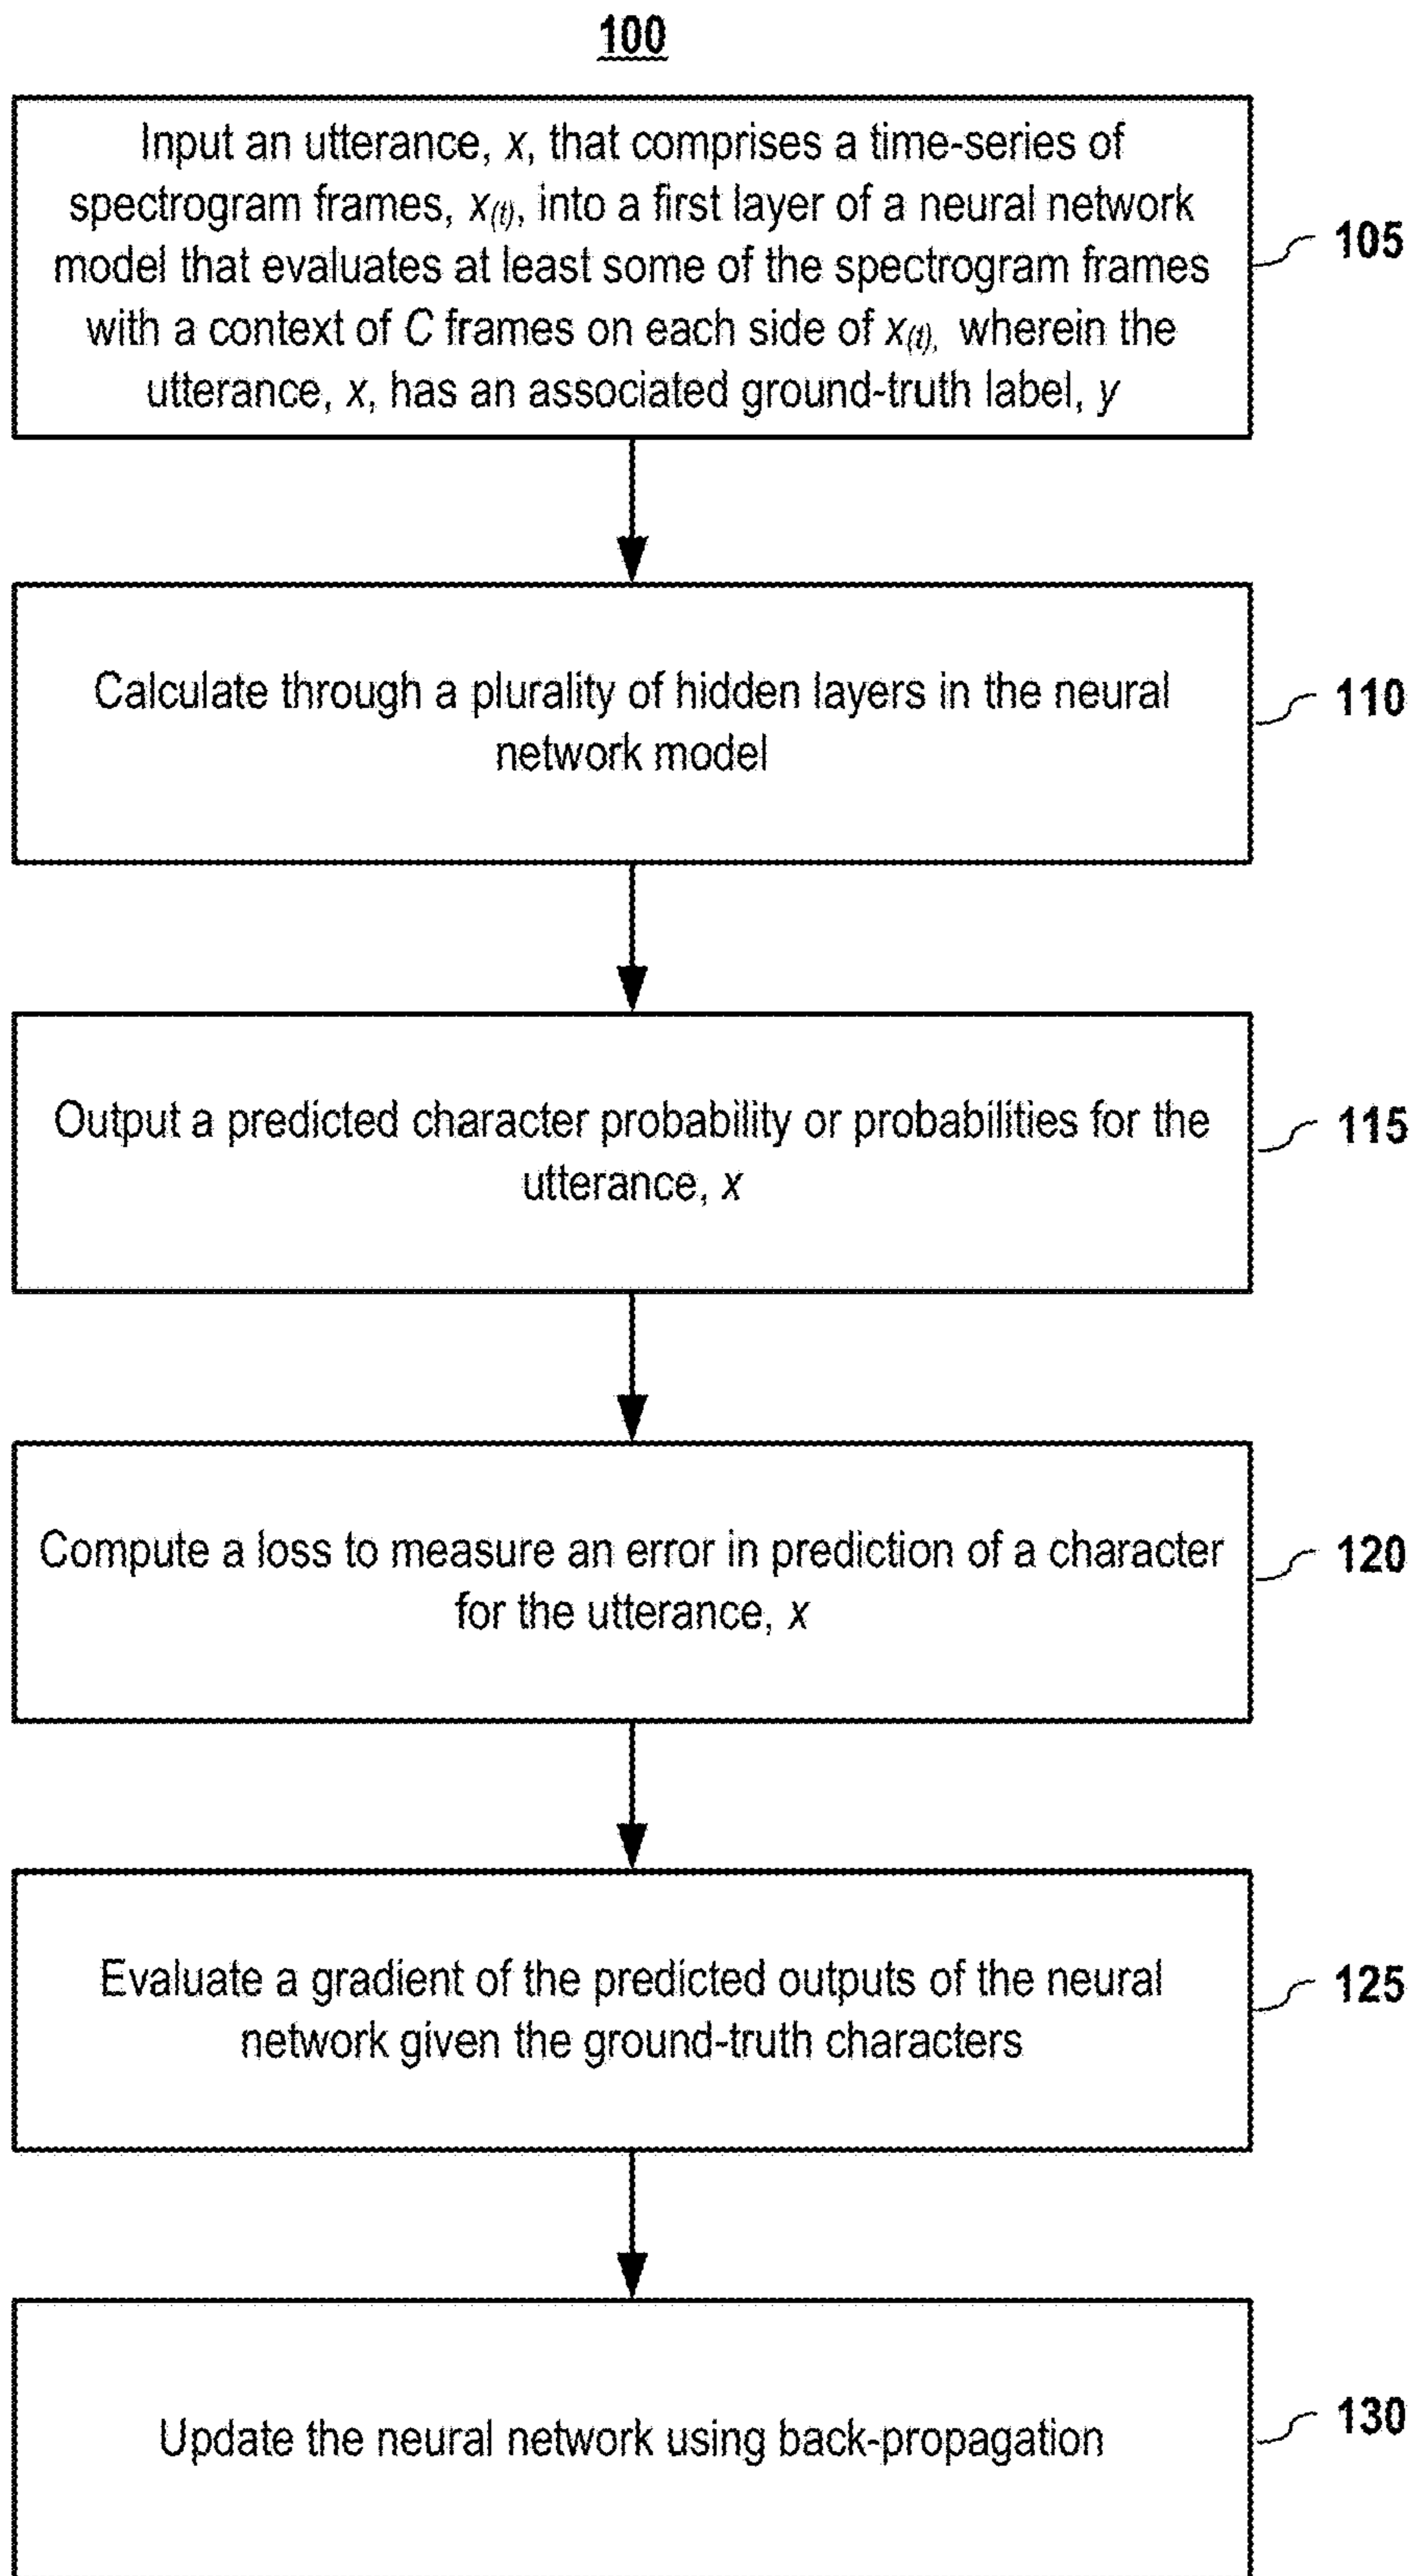 100
Input an utterance, x, that comprises a time-series of
spectrogram frames, x(t), into a first layer of a neural network
model that evaluates at least some of the spectrogram frames
with a context of C frames on each side of x(t), wherein the
utterance, x, has an associated ground-truth label, y
105
Calculate through a plurality of hidden layers in the neural
network model
110
Output a predicted character probability or probabilities for the
utterance, x
115
Compute a loss to measure an error in prediction of a character
for the utterance, x
120
Evaluate a gradient of the predicted outputs of the neural
network given the ground-truth characters
125
Update the neural network using back-propagation
130